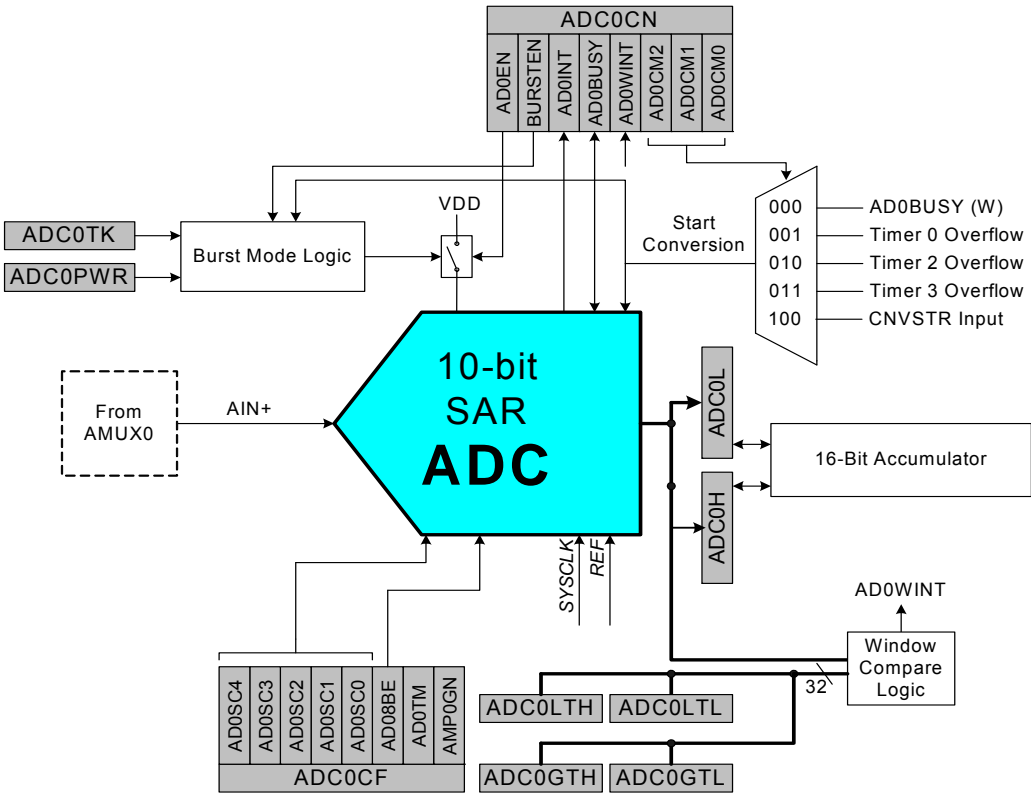 ADC0CN
AD0EN
BURSTEN
AD0INT
AD0BUSY
AD0WINT
AD0CM2
AD0CM1
AD0CM0
VDD
Start
Conversion
000
AD0BUSY (W)
001
Timer 0 Overflow
010
Timer 2 Overflow
011
Timer 3 Overflow
100
CNVSTR Input
ADC0TK
ADC0PWR
Burst Mode Logic
From
AMUX0
AIN+
10-bit
SAR
ADC
ADC0L
ADC0H
16-Bit Accumulator
SYSCLK
REF
AD0WINT
Window
Compare
Logic
32
AD0SC4
AD0SC3
AD0SC2
AD0SC1
AD0SC0
AD08BE
AD0TM
AMP0GN
ADC0CF
ADC0LTH
ADC0LTL
ADC0GTH
ADC0GTL